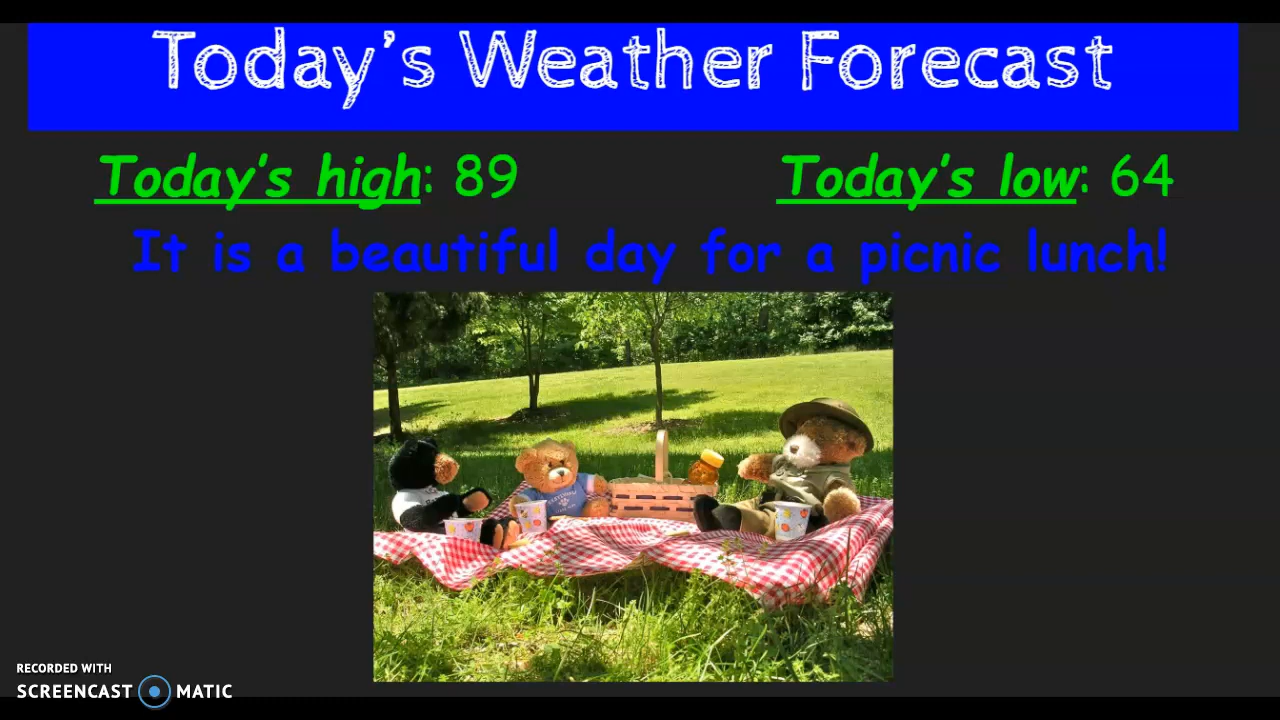 Today's Weather Forecast
Today's high: 89 Today's low: 64
It is a beautiful day for a picnic lunch!
RECORDED WITH
SCREENCAST MATIC